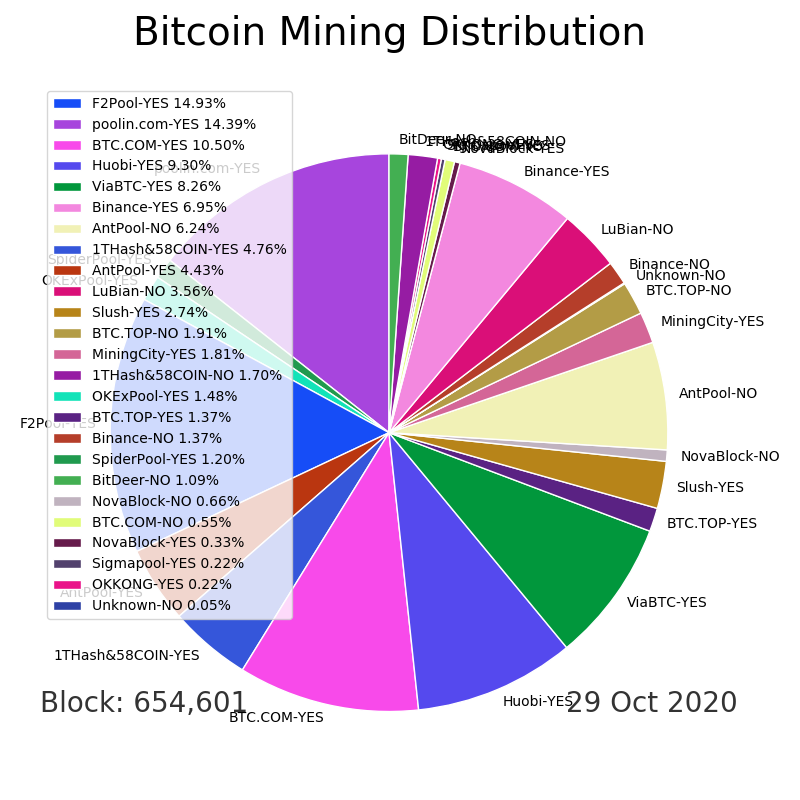 Bitcoin Mining Distribution
F2Pool-YES 14.93%
poolin.com-YES 14.39%
BTC.COM-YES 10.50%
Huobi-YES 9.30%
ViaBTC-YES 8.26%
Binance-YES 6.95%
AntPool-NO 6.24%
1THash&58COIN-YES 4.76%
AntPool-YES 4.43%
LuBian-NO 3.56%
Slush-YES 2.74%
BTC.TOP-NO 1.91%
MiningCity-YES 1.81%
1THash&58COIN-NO 1.70%
OKExPool-YES 1.48%
BTC.TOP-YES 1.37%
Binance-NO 1.37%
SpiderPool-YES 1.20%
BitDeer-NO 1.09%
NovaBlock-NO 0.66%
BTC.COM-NO 0.55%
NovaBlock-YES 0.33%
Sigmapool-YES 0.22%
OKKONG-YES 0.22%
Unknown-NO 0.05%
BitDeer-NO
1THash&58COIN-NO
NovaBlock-YES
Binance-YES
LuBian-NO
Binance-NO
Unknown-NO
BTC.TOP-NO
MiningCity-YES
AntPool-NO
NovaBlock-NO
Slush-YES
BTC.TOP-YES
ViaBTC-YES
Huobi-YES
BTC.COM-YES
1THash&58COIN-YES
AntPool-YES
F2Pool-YES
OKExPool-YES
SpiderPool-YES
poolin.com-YES
Block: 654,601
29 Oct 2020